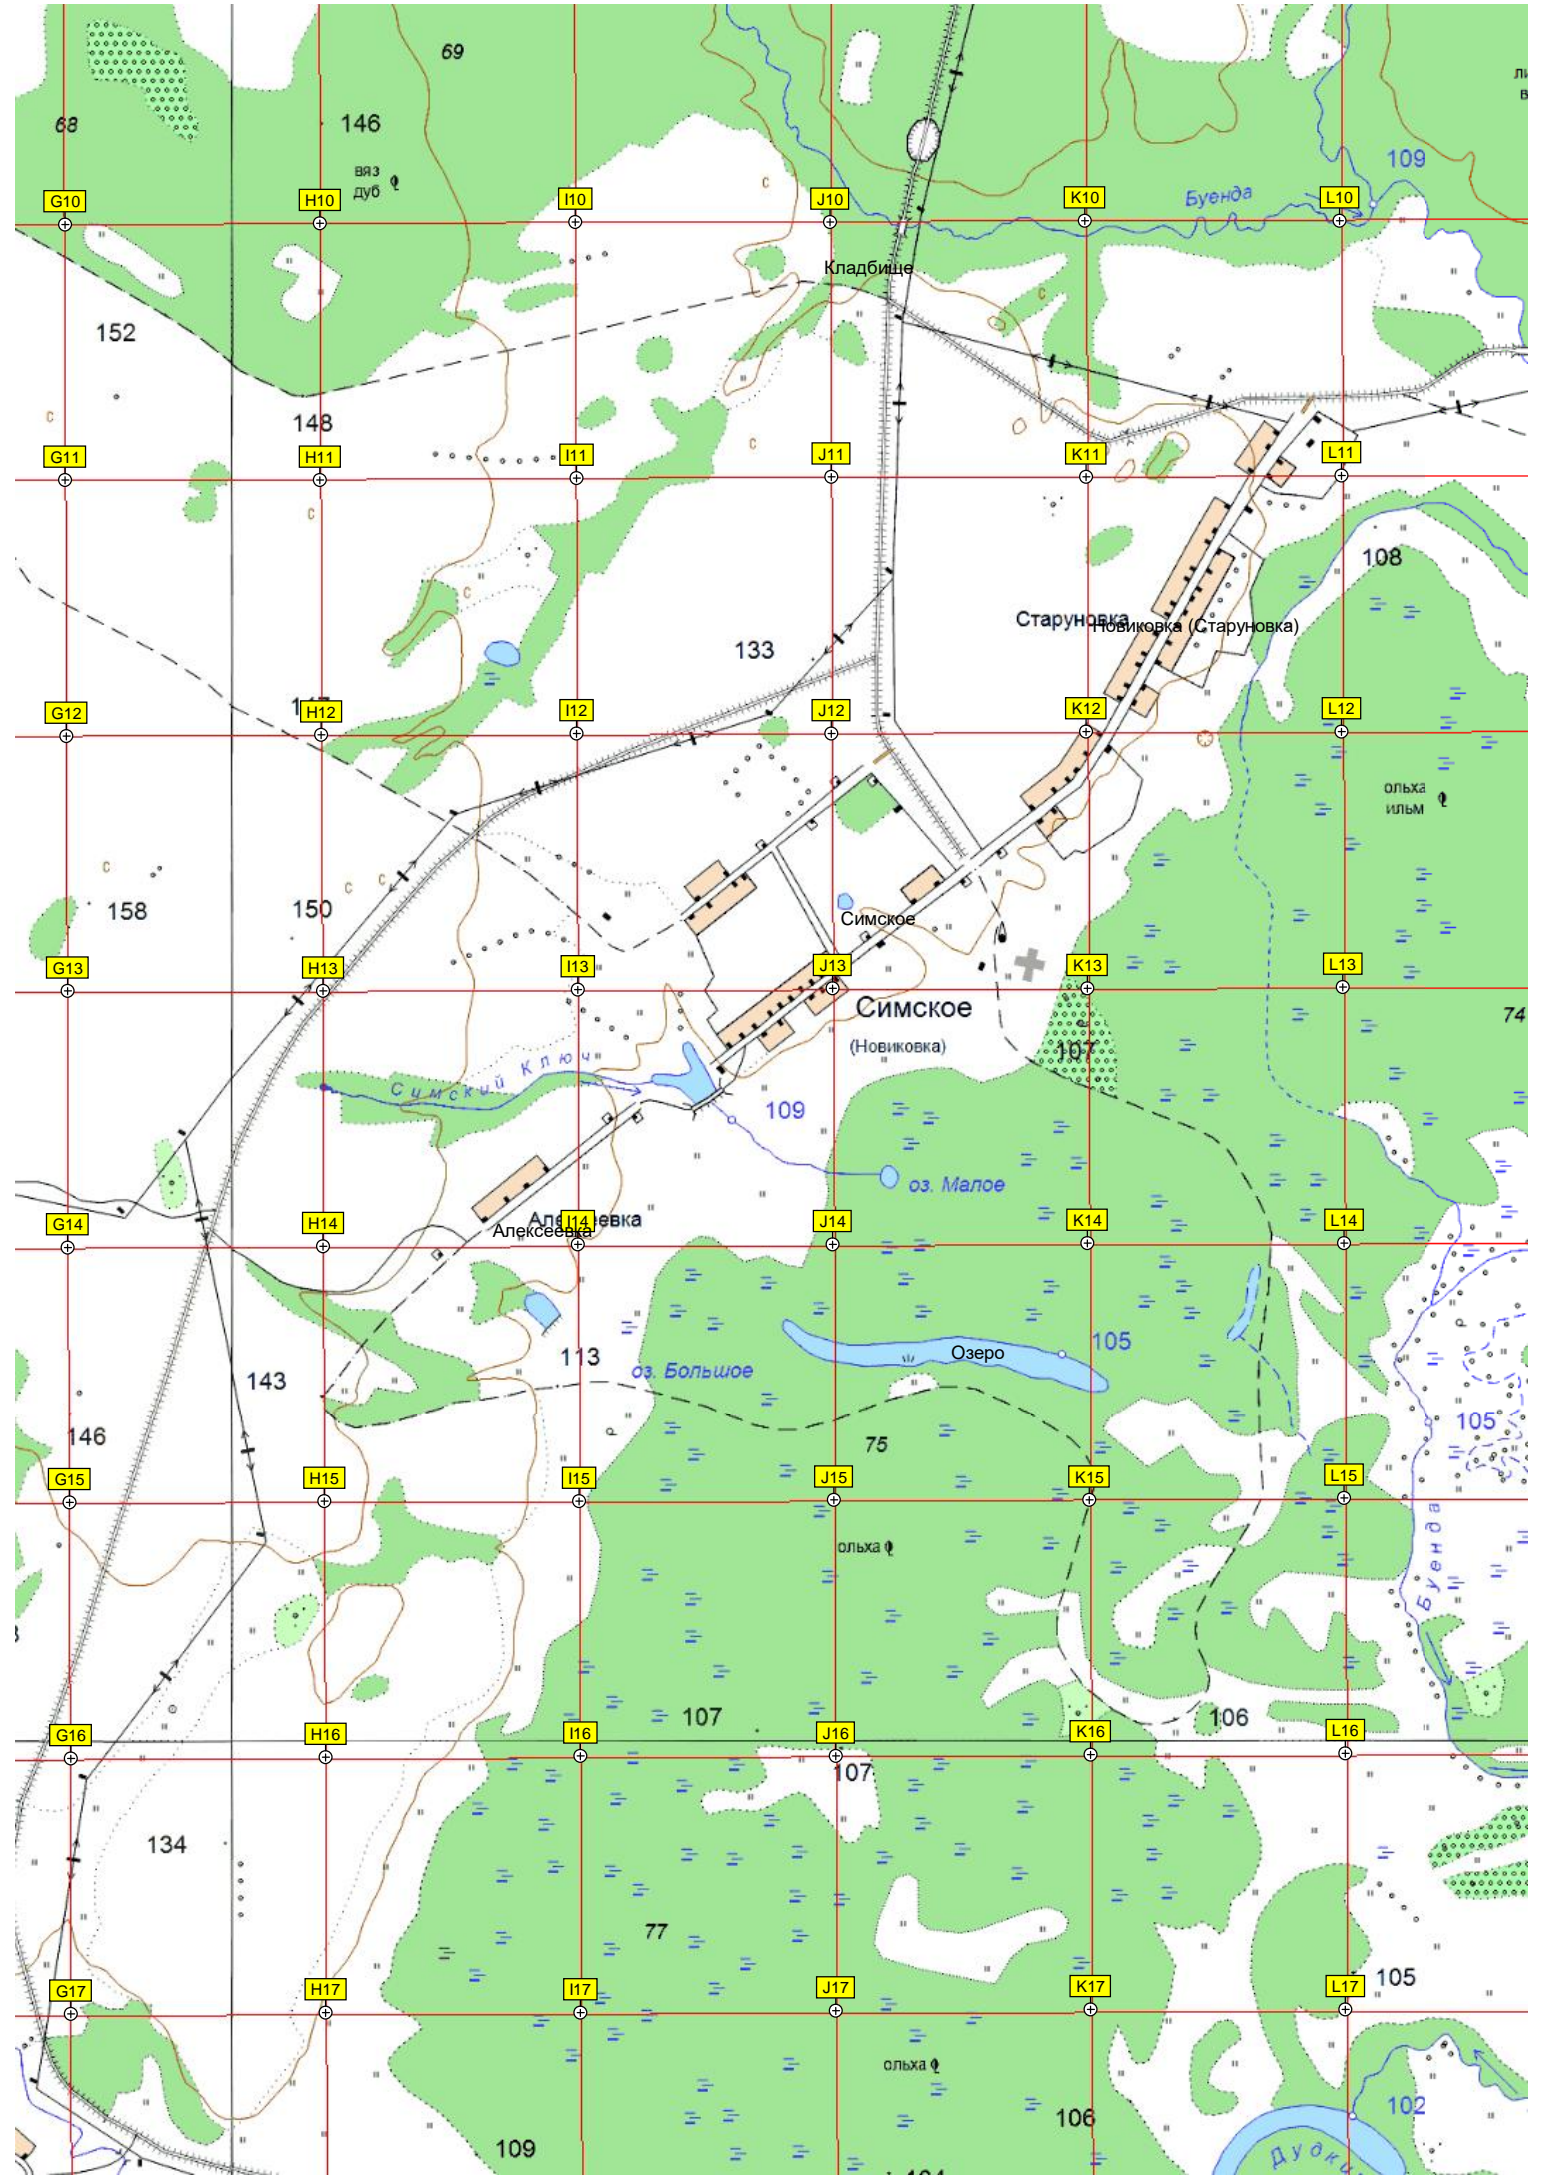 69
68
146
вяз
дуб
109
Буенда
G10
H10
I10
J10
K10
L10
с
Кладбище
с
152
с
148
с
G11
H11
I11
J11
K11
L11
с
108
с
Старуновка
Новиковка (Старуновка)
133
G12
H12
I12
J12
K12
L12
ольха
ильм
с
с
с
158
150
Симское
G13
H13
I13
J13
K13
L13
Симское
74
(Новиковка)
107
Симский Ключ
109
оз. Малое
Алексеевка
Алексеевка
G14
H14
I14
J14
K14
L14
105
Озеро
113
оз. Большое
143
105
146
75
G15
H15
I15
J15
K15
L15
ольха
Буенда
107
106
G16
H16
I16
J16
K16
L16
107
134
77
105
G17
H17
I17
J17
K17
L17
ольха
102
106
109